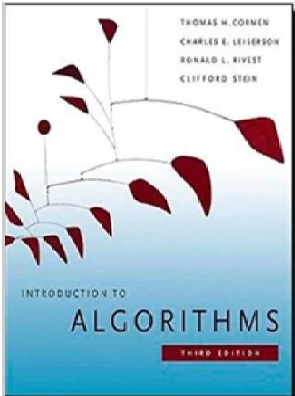 THOMAS H. CORMEN
CHARLES E. LEISERSON
RONALD L. RIVEST
CLIFFORD STEIN
INTRODUCTION TO
ALGORITHMS
THIRD EDITION